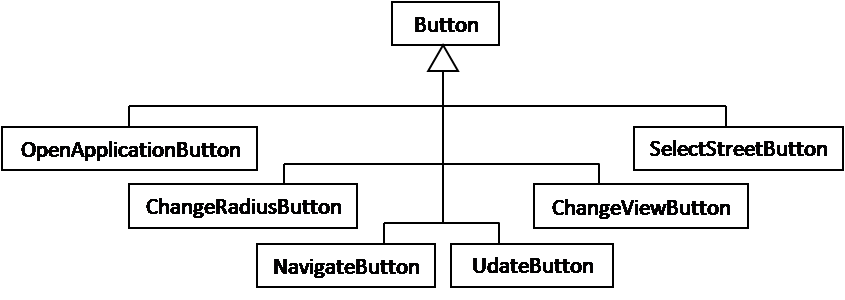 Button
OpenApplicationButton
SelectStreetButton
ChangeRadiusButton
ChangeViewButton
NavigateButton
UdateButton